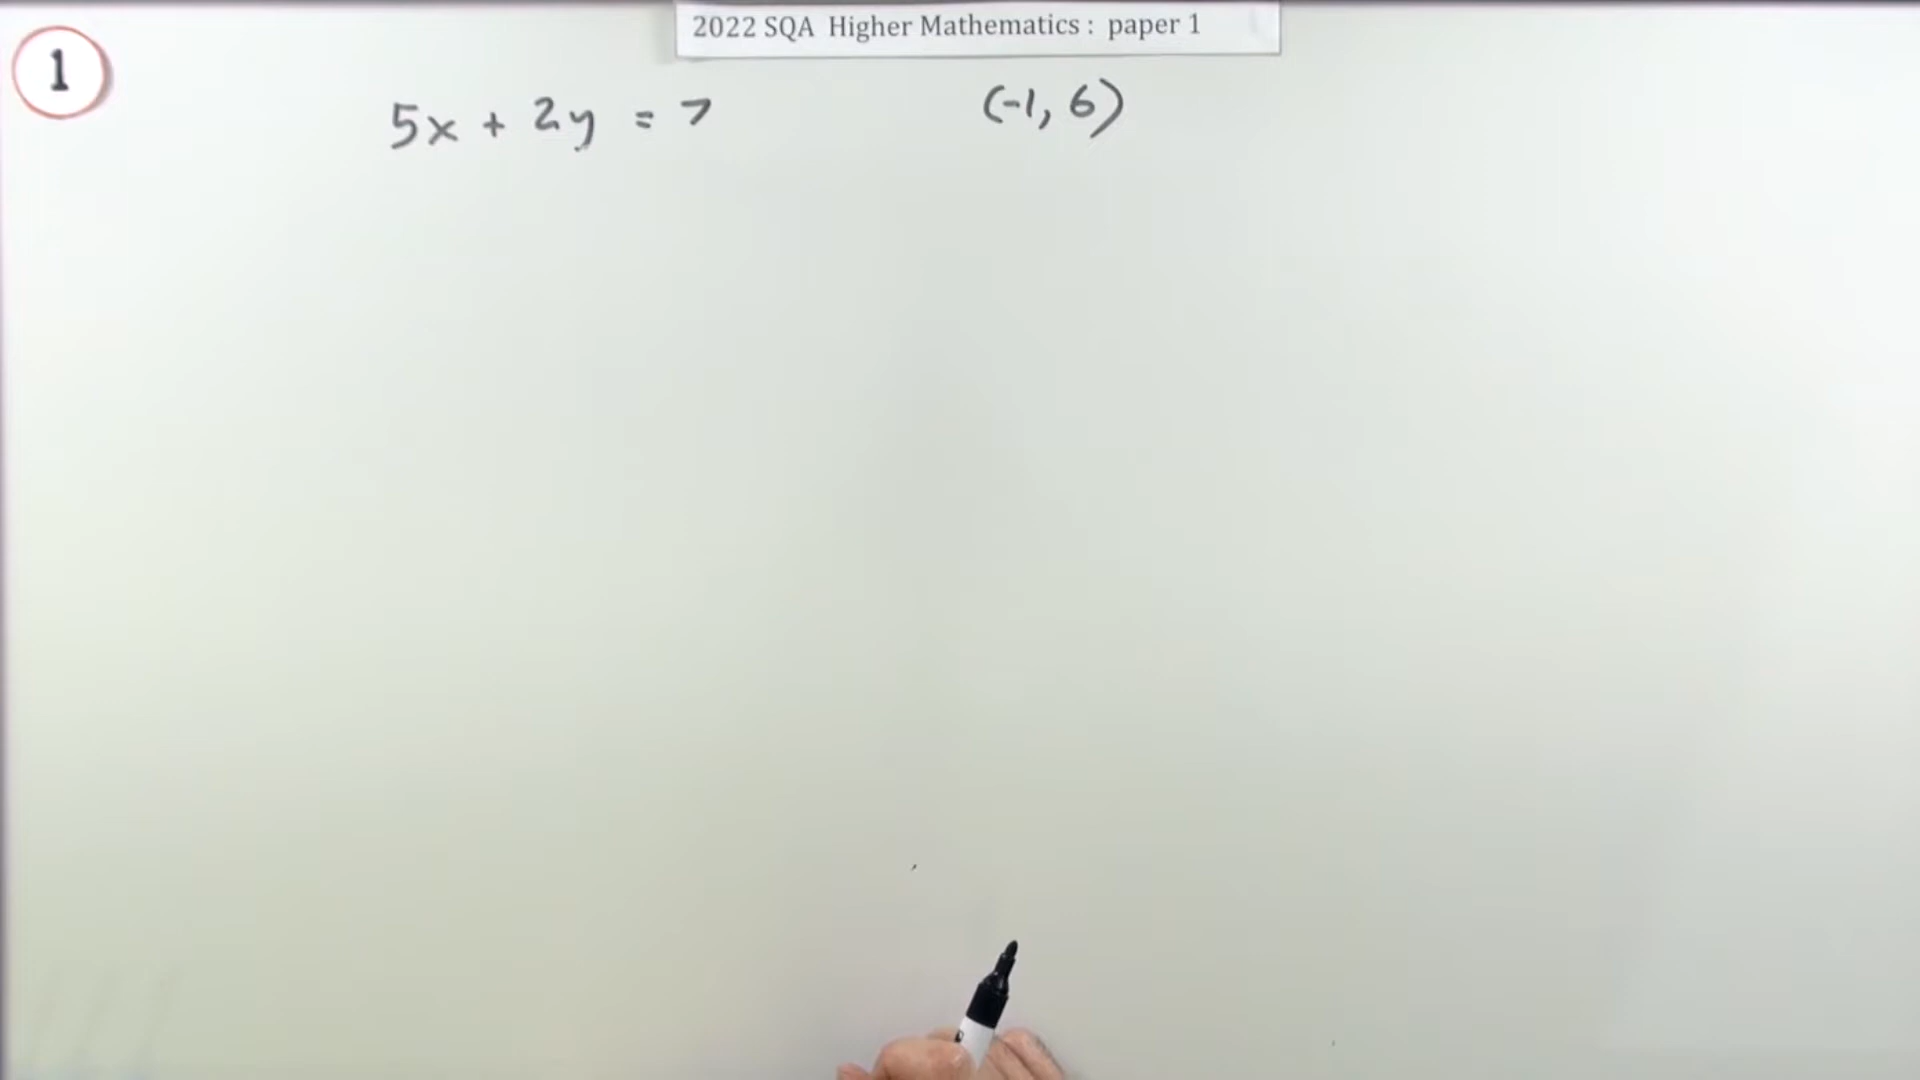 2022 SQA Higher Mathematics : paper 1
1
5x + 2y = 7
(-1, 6)